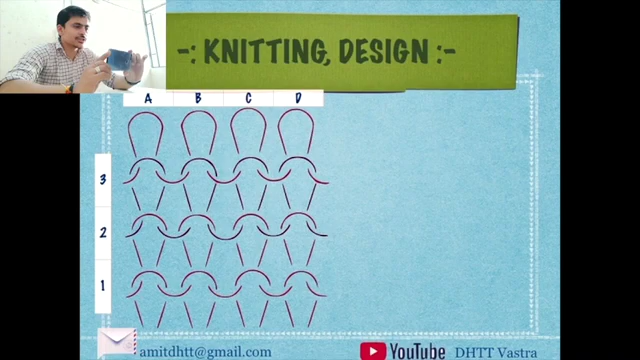 -: KNITTING, DESIGN :-
A B C D
3
2
1
amitdhtt@gmail.com
YouTube DHTT Vastra